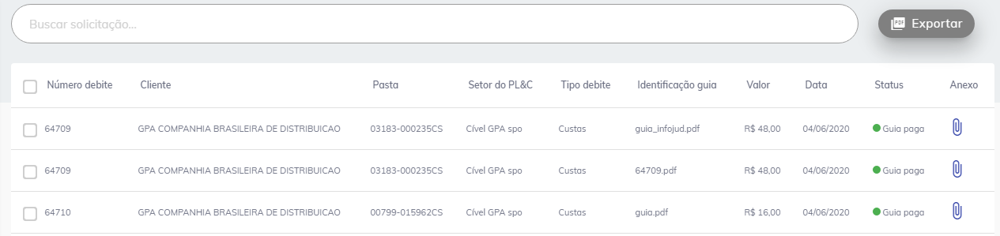 Buscar solicitação...
PDF Exportar
Número debite Cliente Pasta Setor do PL&C Tipo debite Identificação guia Valor Data Status Anexo
64709 GPA COMPANHIA BRASILEIRA DE DISTRIBUICAO 03183-000235CS Cível GPA spo Custas guia_infojud.pdf R$ 48,00 04/06/2020 Guia paga
64709 GPA COMPANHIA BRASILEIRA DE DISTRIBUICAO 03183-000235CS Cível GPA spo Custas 64709.pdf R$ 48,00 04/06/2020 Guia paga
64710 GPA COMPANHIA BRASILEIRA DE DISTRIBUICAO 00799-015962CS Cível GPA spo Custas guia.pdf R$ 16,00 04/06/2020 Guia paga